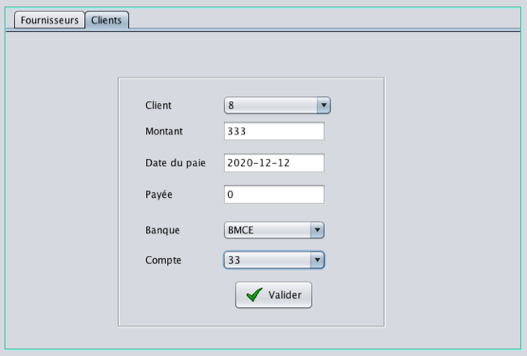 Fournisseurs Clients
Client 8
Montant 333
Date du paie 2020-12-12
Payée 0
Banque BMCE
Compte 33
Valider